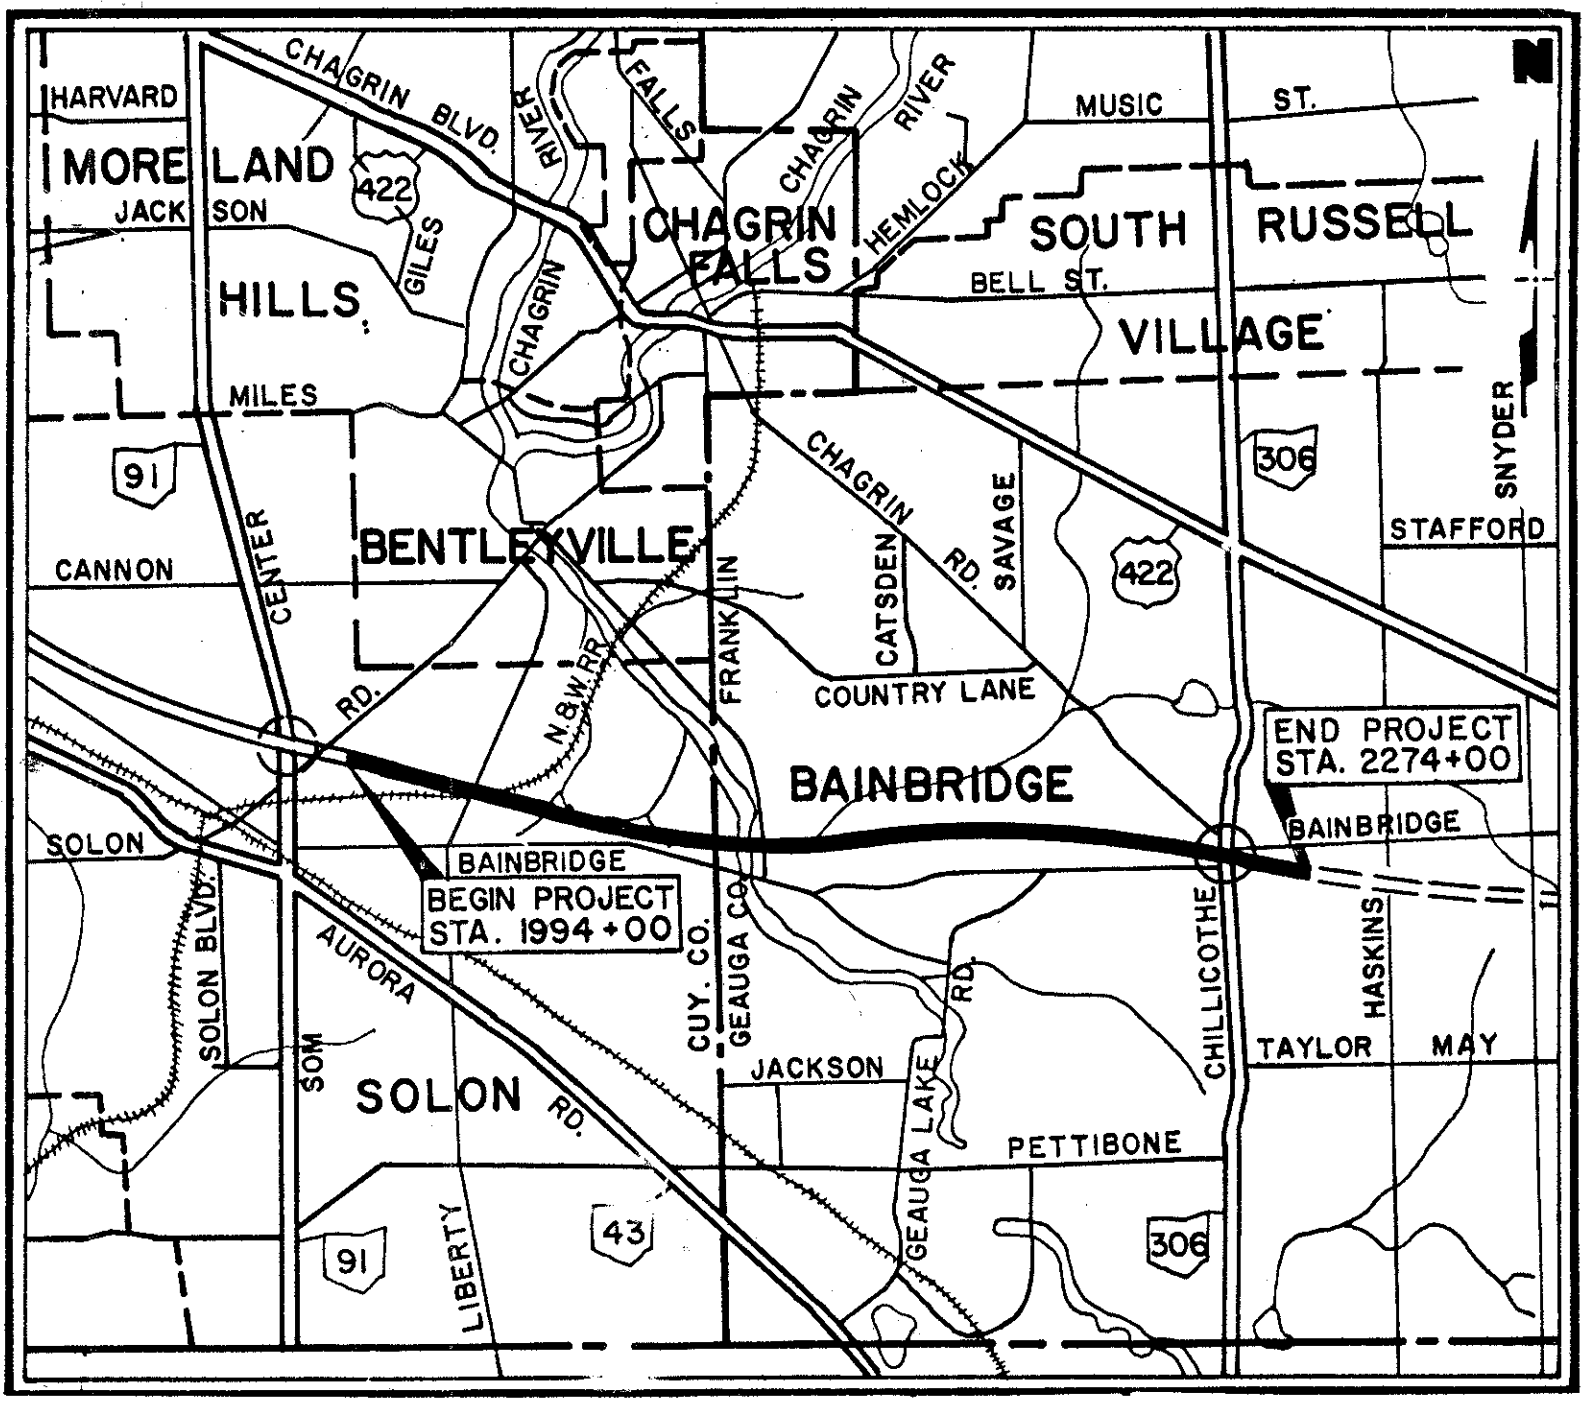 N
CHAGRIN BLVD.
HARVARD
RIVER
FALLS
CHAGRIN RIVER
MUSIC ST.
MORELAND
422
JACKSON
GILES
HEMLOCK
CHAGRIN
FALLS
SOUTH RUSSELL
HILLS
CHAGRIN
BELL ST.
VILLAGE
MILES
SNYDER
91
CHAGRIN RD.
306
SAVAGE
CENTER
BENTLEYVILLE
STAFFORD
CANNON
FRANKLIN
CATSDEN
422
N.&W. RR.
COUNTRY LANE
RD.
END PROJECT
STA. 2274+00
BAINBRIDGE
BAINBRIDGE
SOLON
BAINBRIDGE
BEGIN PROJECT
STA. 1994+00
SOLON BLVD.
AURORA RD.
CUY. CO.
GEAUGA CO.
RD.
CHILLICOTHE
HASKINS
SOM
JACKSON
TAYLOR MAY
SOLON
GEAUGA LAKE
PETTIBONE
LIBERTY
91
43
306